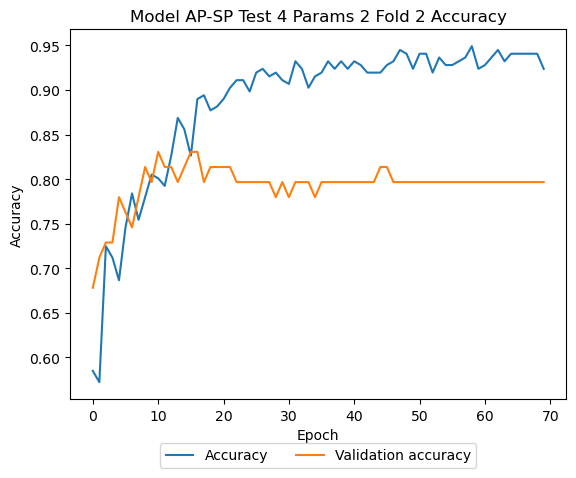 Model AP-SP Test 4 Params 2 Fold 2 Accuracy
0.95
0.90
0.85
0.80
0.75
0.70
0.65
0.60
Accuracy
0 10 20 30 40 50 60 70
Epoch
Accuracy Validation accuracy